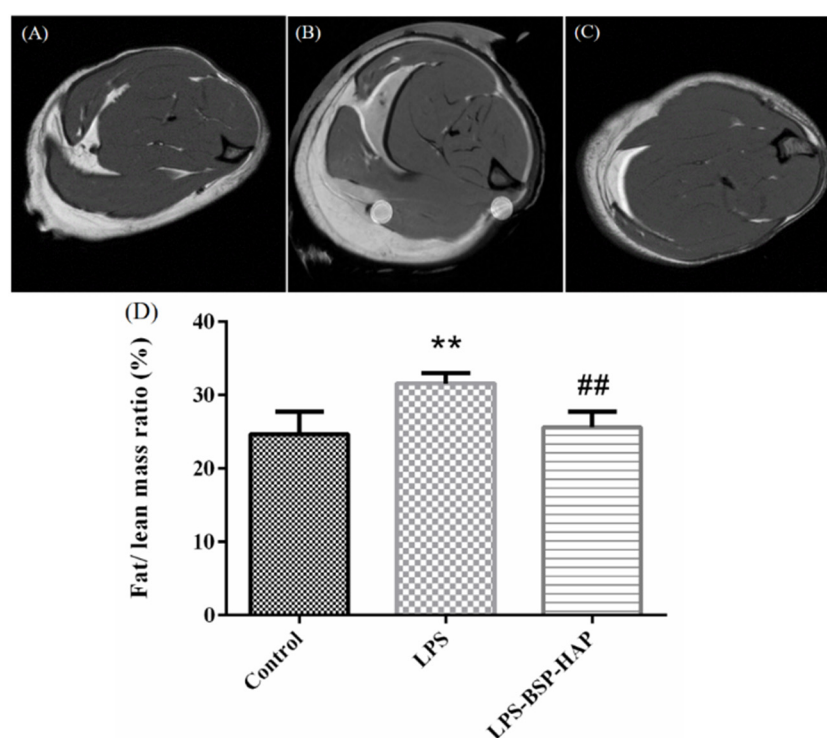 (A)
(B)
(C)
(D)
Fat/ lean mass ratio (%)
40
30
20
10
0
**
##
Control
LPS
LPS-BSP-HAP